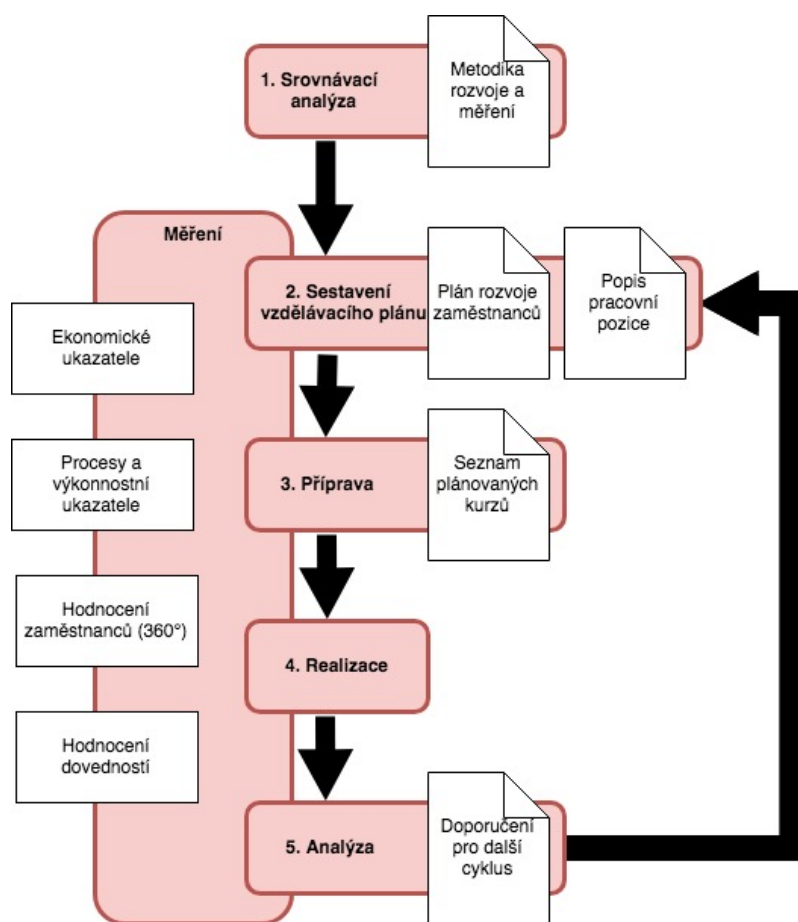 1. Srovnávací
analýza
Metodika
rozvoje a
měření
Měření
2. Sestavení
vzdělávacího plánu
Plán rozvoje
zaměstnanců
Popis
pracovní
pozice
Ekonomické
ukazatele
3. Příprava
Seznam
plánovaných
kurzů
Procesy a
výkonnostní
ukazatele
Hodnocení
zaměstnanců (360°)
4. Realizace
Hodnocení
dovedností
5. Analýza
Doporučení
pro další
cyklus